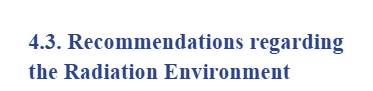 4.3. Recommendations regarding
the Radiation Environment